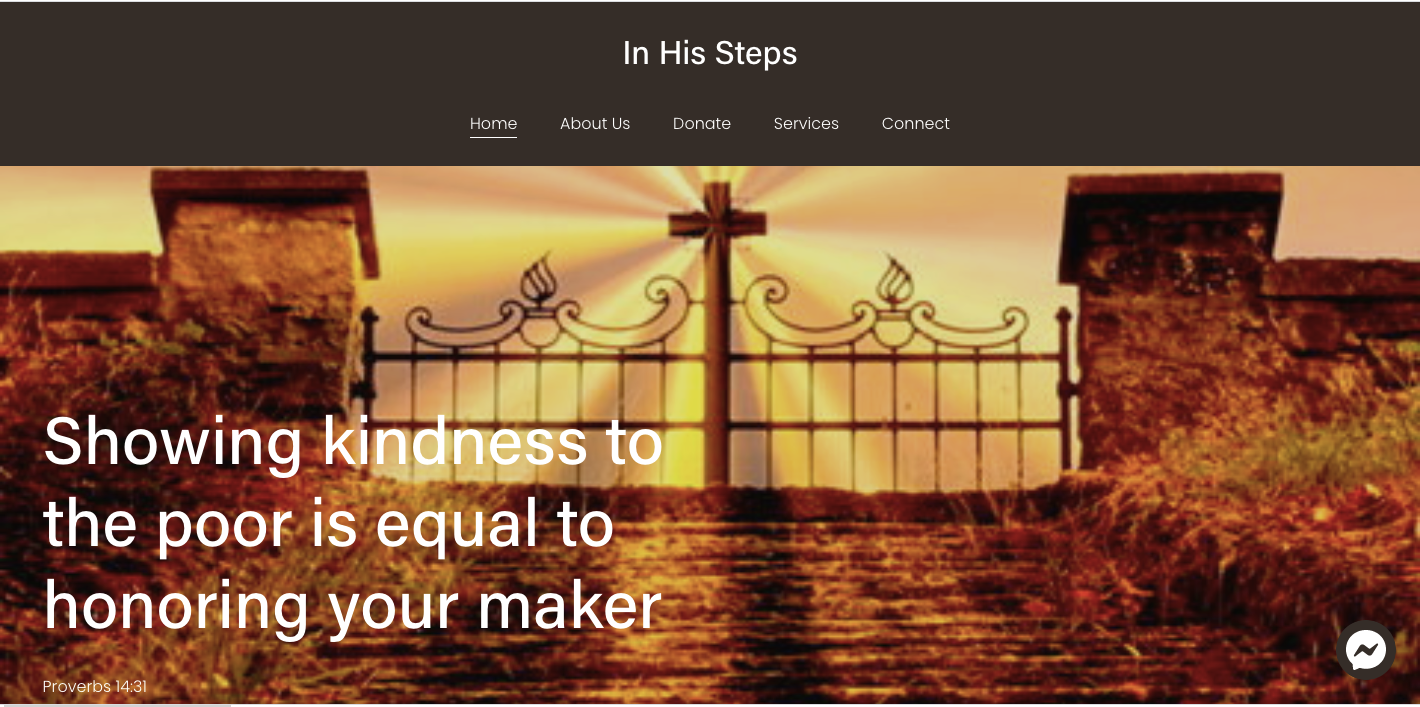 In His Steps
Home About Us Donate Services Connect
Showing kindness to
the poor is equal to
honoring your maker
Proverbs 14:31